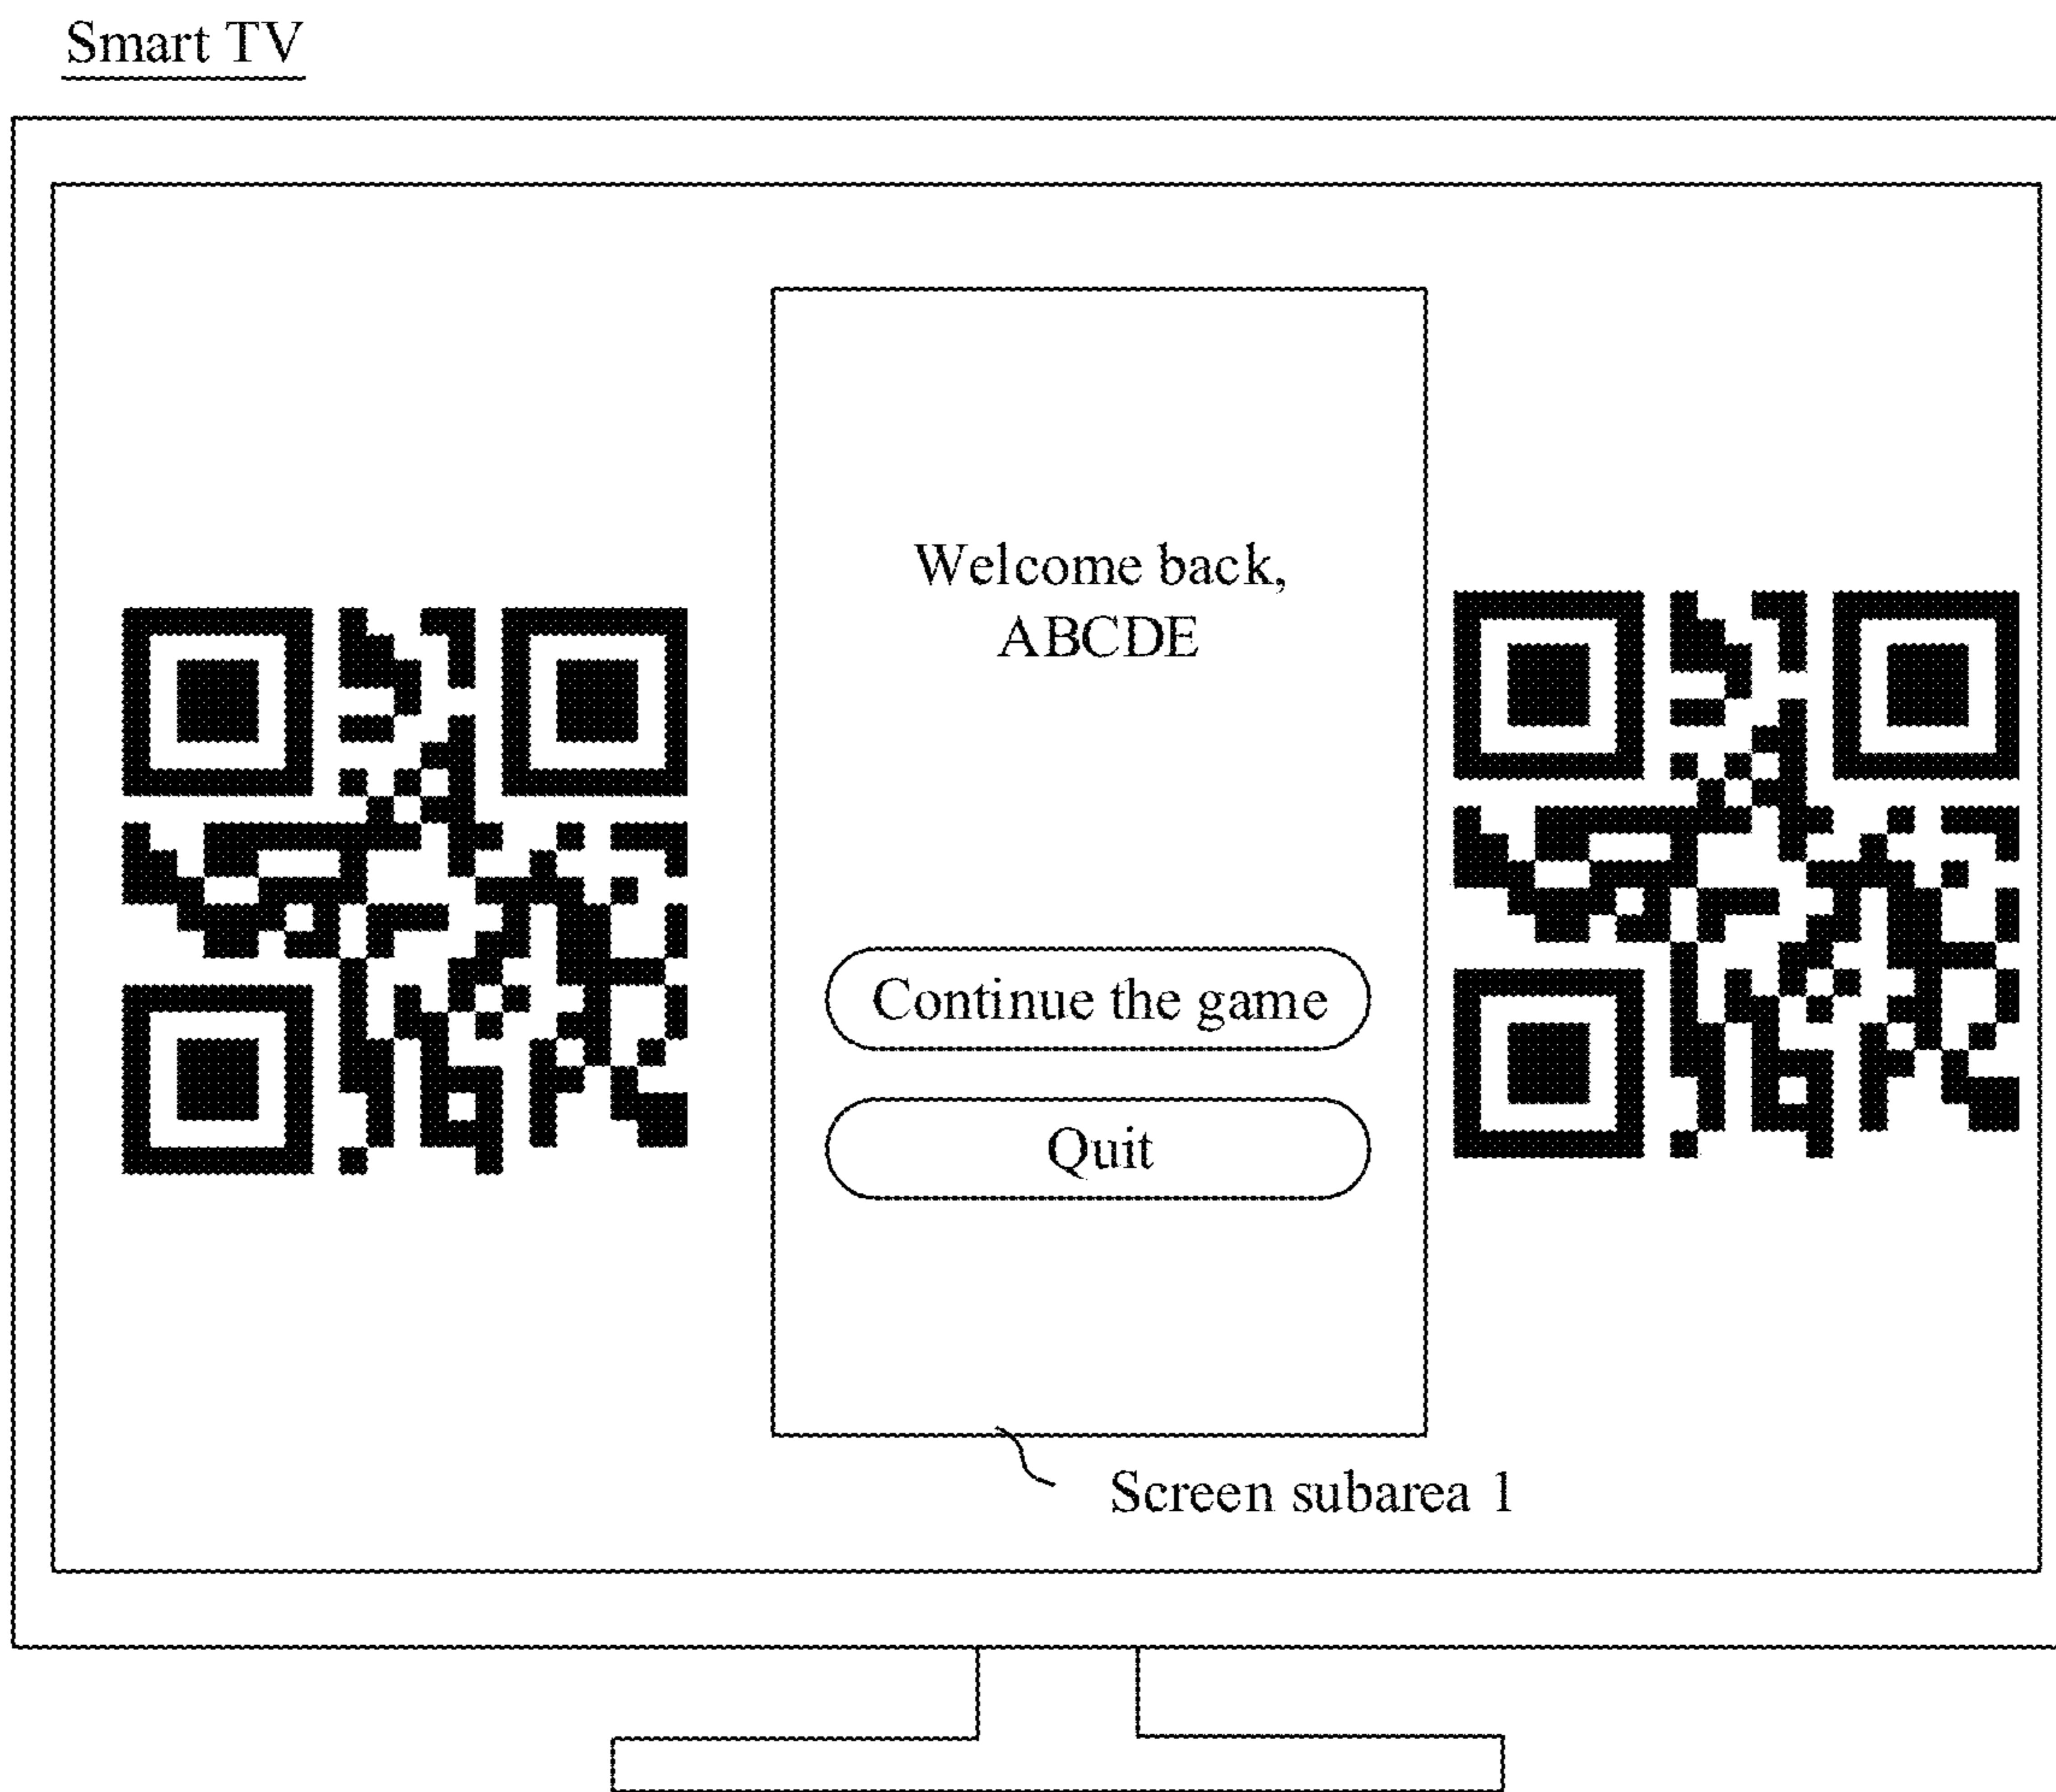 Smart TV
Welcome back,
ABCDE
Continue the game
Quit
Screen subarea 1